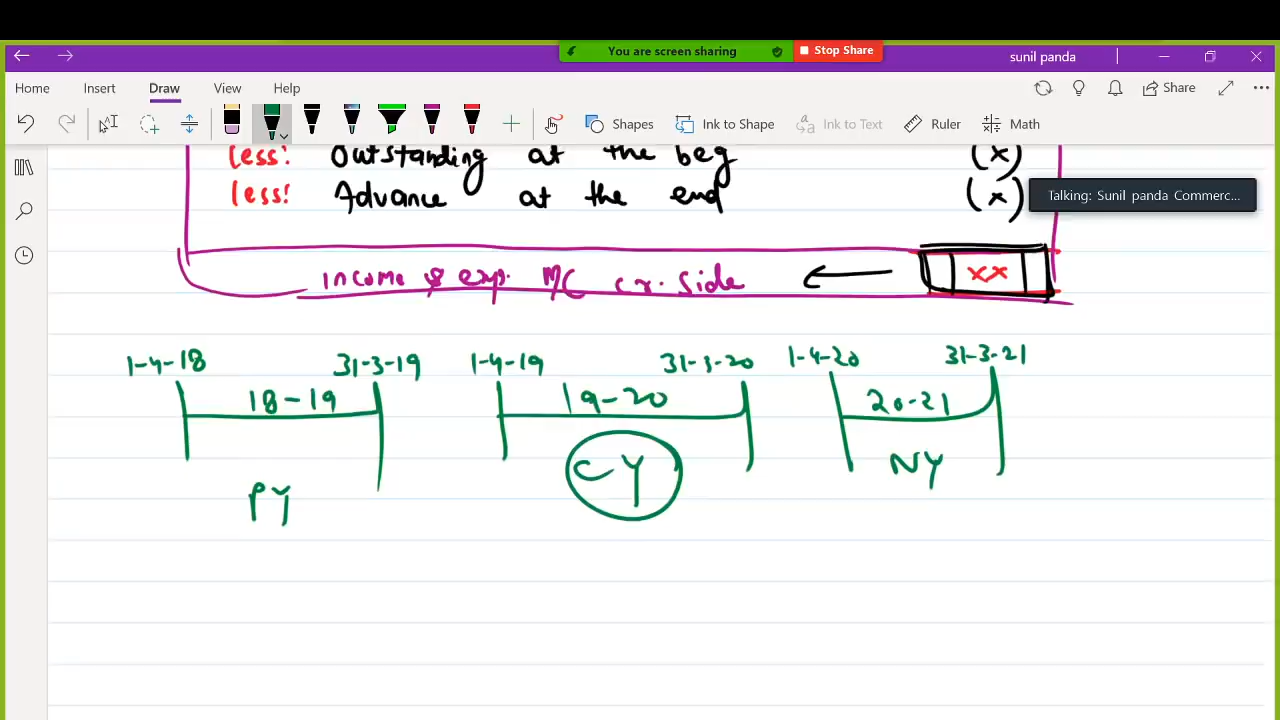 You are screen sharing
Stop Share
sunil panda
Home Insert Draw View Help
Share
Shapes
Ink to Shape
Ink to Text
Ruler
Math
less: Outstanding at the beg (x)
less: Advance at the end (x)
Talking: Sunil panda Commerc...
Income & exp. A/C cr. side ← xx
1-4-18 31-3-19 1-4-19 31-3-20 1-4-20 31-3-21
18-19 19-20 20-21
PY CY NY